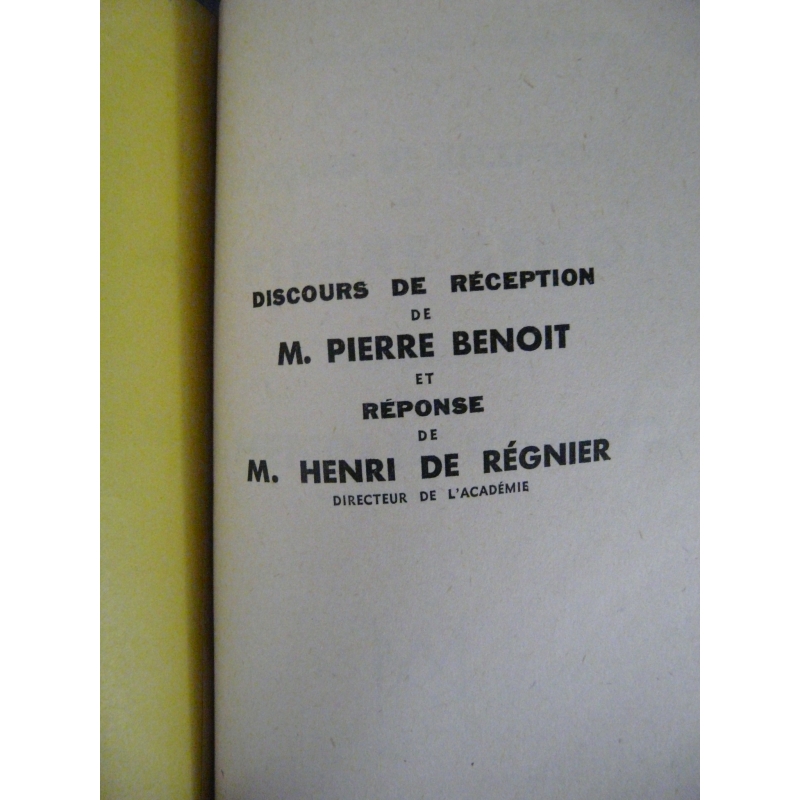 DISCOURS DE RÉCEPTION
DE
M. PIERRE BENOIT
ET
RÉPONSE
DE
M. HENRI DE RÉGNIER
DIRECTEUR DE L'ACADÉMIE